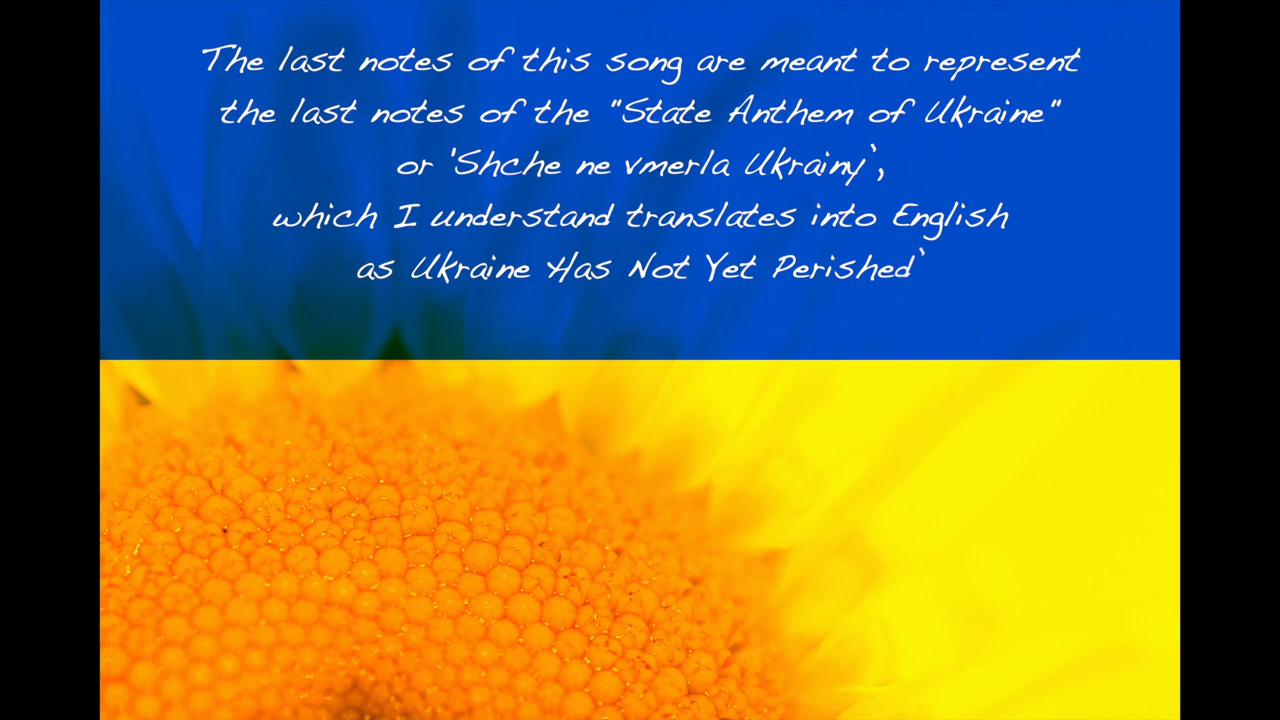 The last notes of this song are meant to represent
the last notes of the "State Anthem of Ukraine"
or 'Shche ne vmerla Ukrainy`,
which I understand translates into English
as Ukraine Has Not Yet Perished`